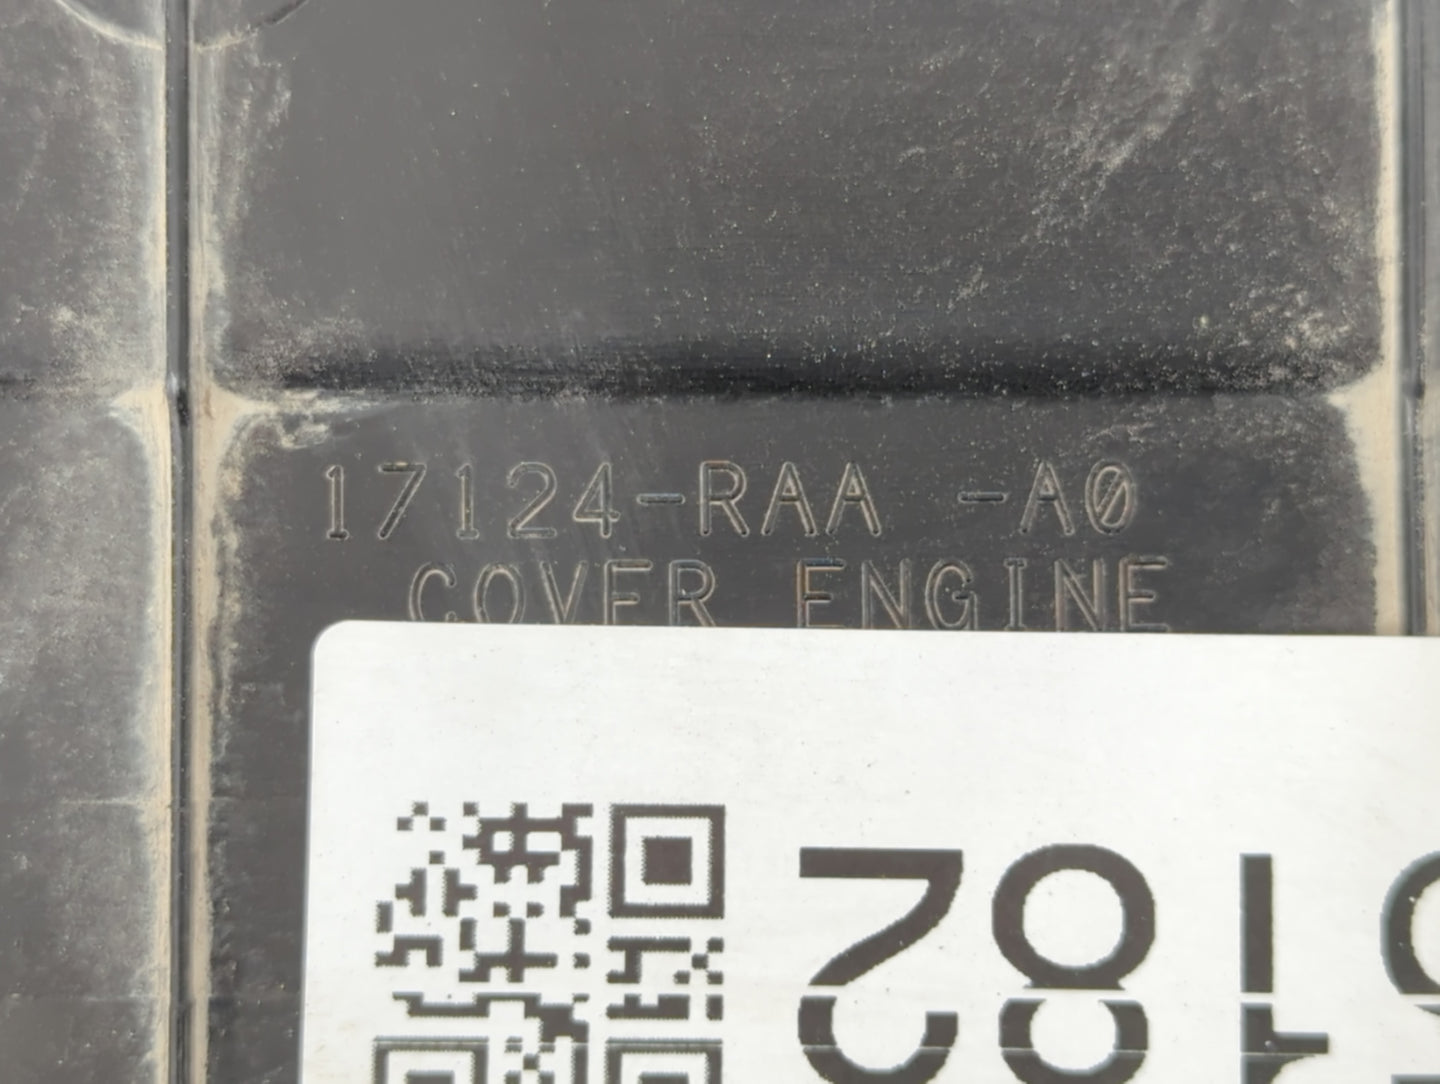 17124-RAA -A0
COVER ENGINE